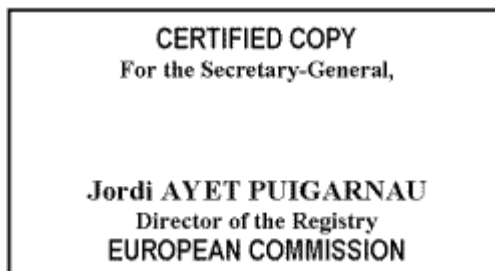 CERTIFIED COPY
For the Secretary-General,
Jordi AYET PUIGARNAU
Director of the Registry
EUROPEAN COMMISSION